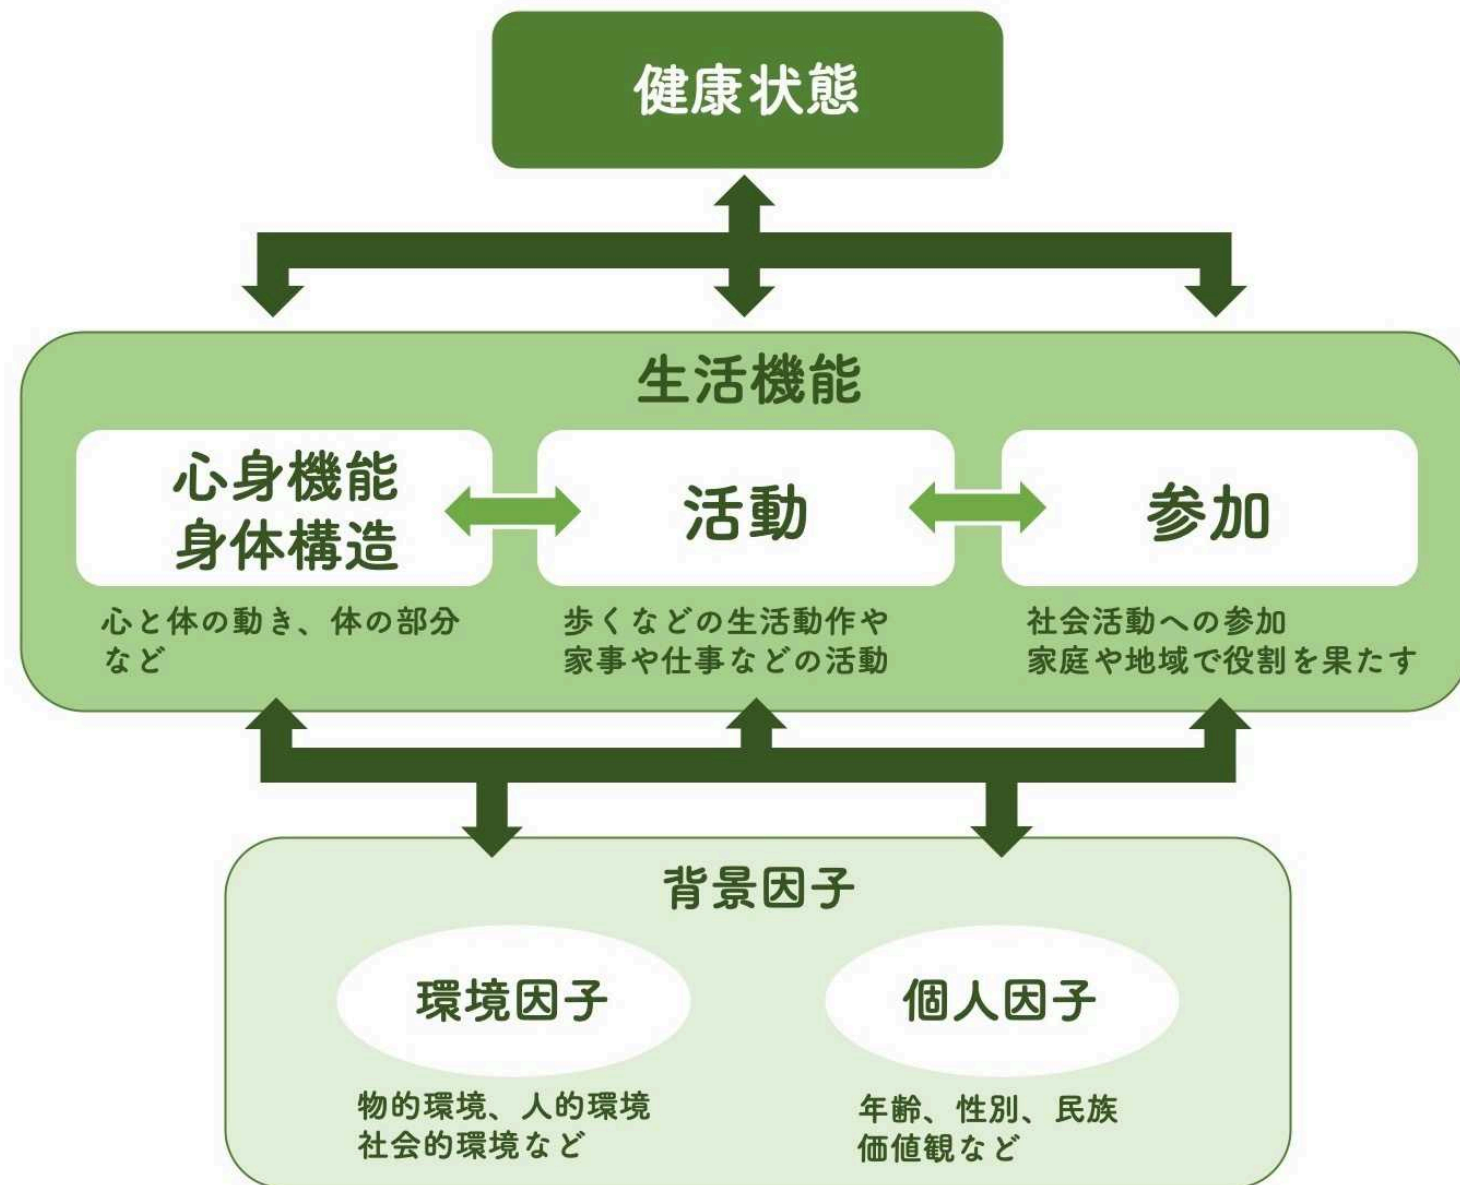 健康状態
生活機能
心身機能
身体構造
活動
参加
心と体の動き、体の部分
など
歩くなどの生活動作や
家事や仕事などの活動
社会活動への参加
家庭や地域で役割を果たす
背景因子
環境因子
個人因子
物的環境、人的環境
社会的環境など
年齢、性別、民族
価値観など